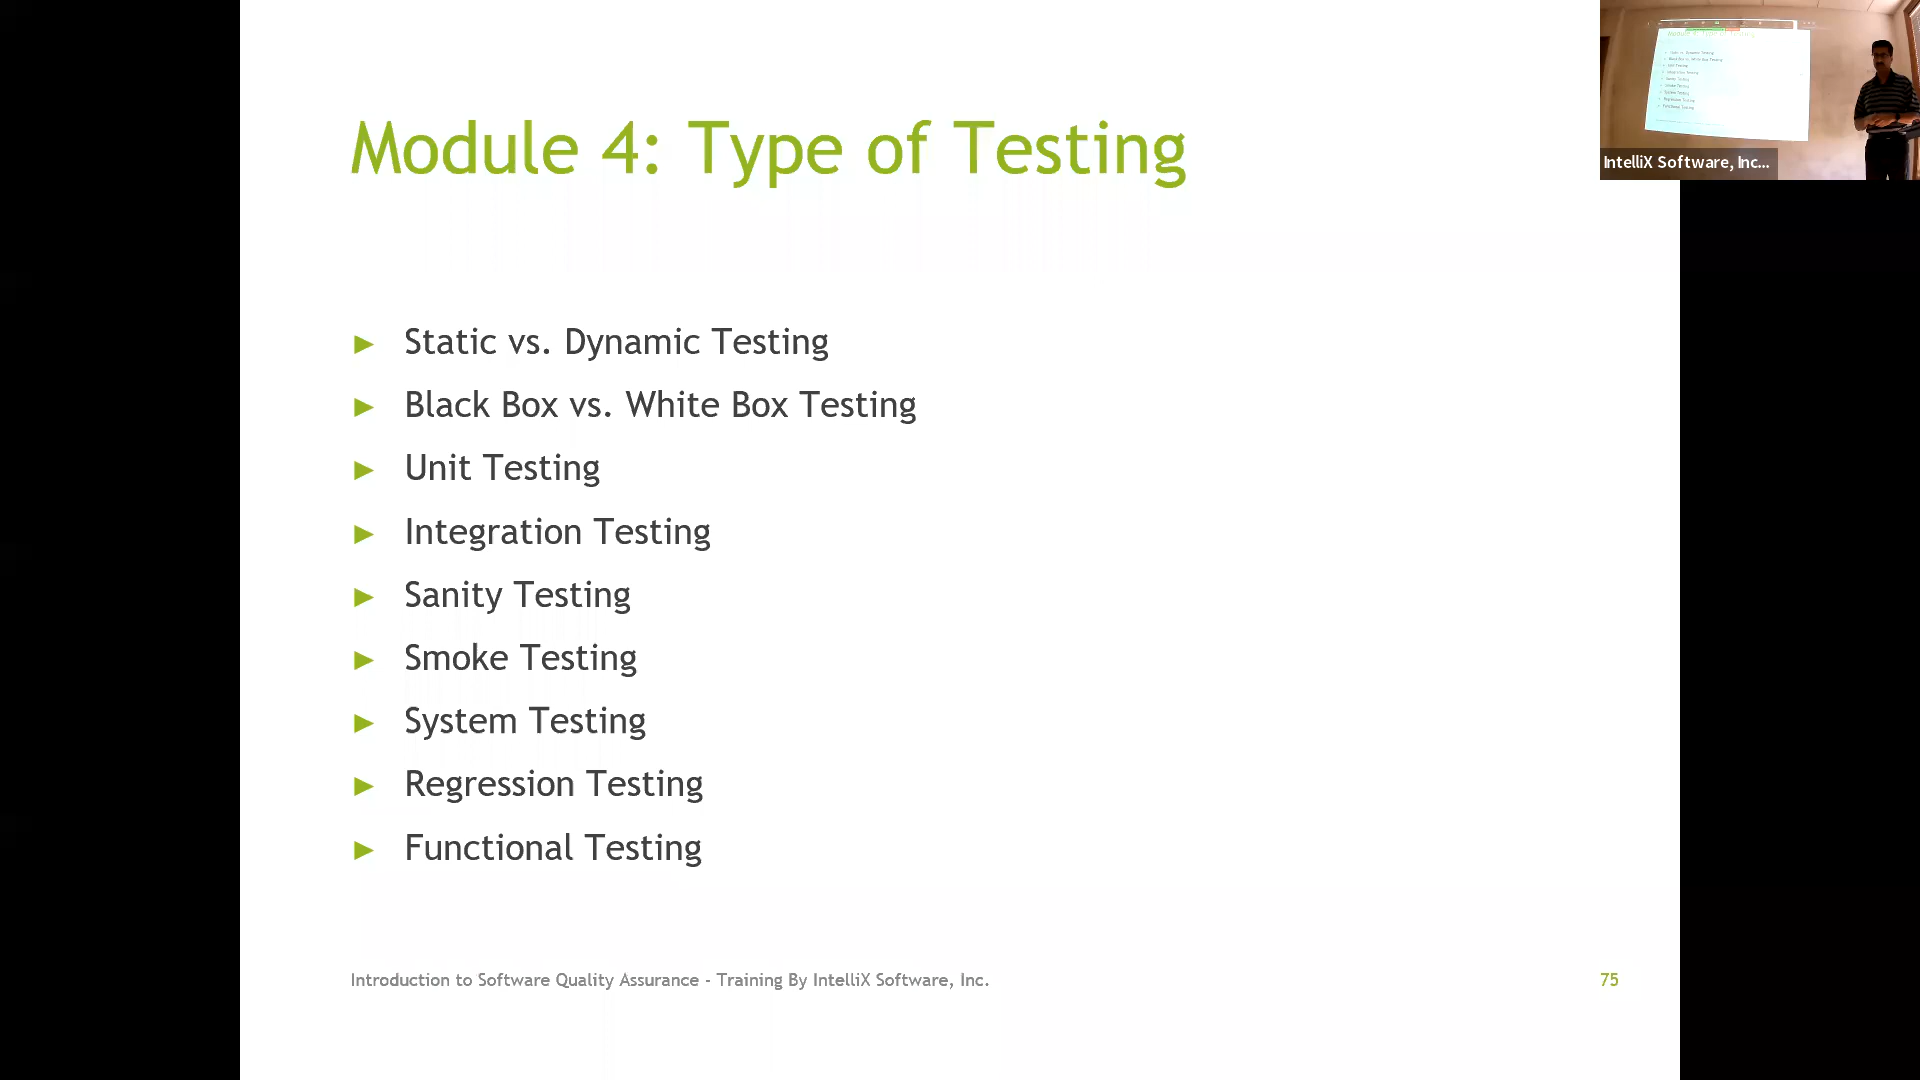 Module 4: Type of Testing
IntelliX Software, Inc...
► Static vs. Dynamic Testing
► Black Box vs. White Box Testing
► Unit Testing
► Integration Testing
► Sanity Testing
► Smoke Testing
► System Testing
► Regression Testing
► Functional Testing
Introduction to Software Quality Assurance - Training By IntelliX Software, Inc.
75